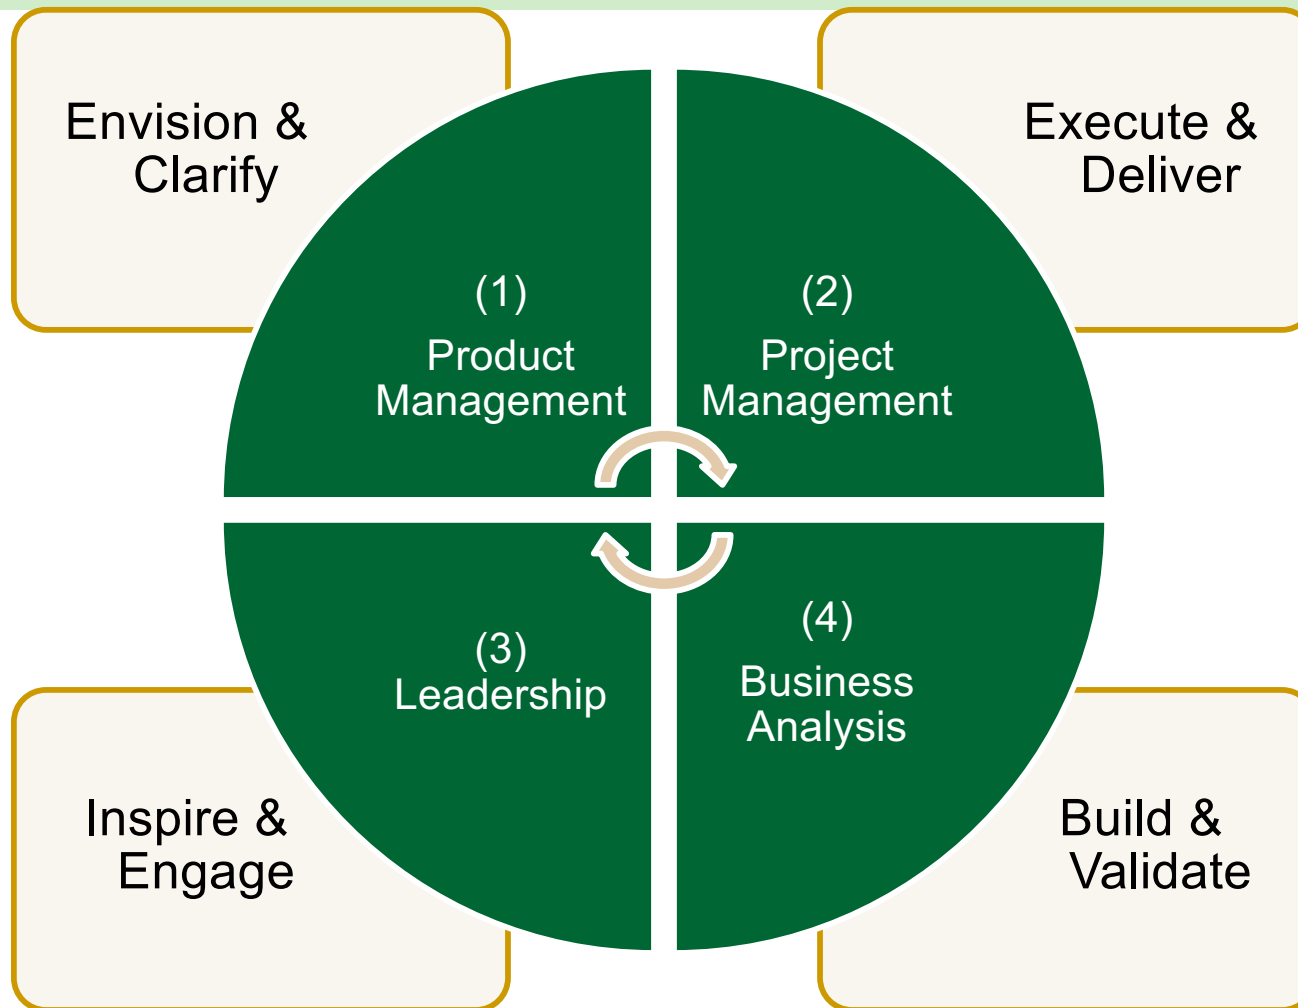 Envision &
Clarify
Execute &
Deliver
(1)
Product
Management
(2)
Project
Management
(3)
Leadership
(4)
Business
Analysis
Inspire &
Engage
Build &
Validate